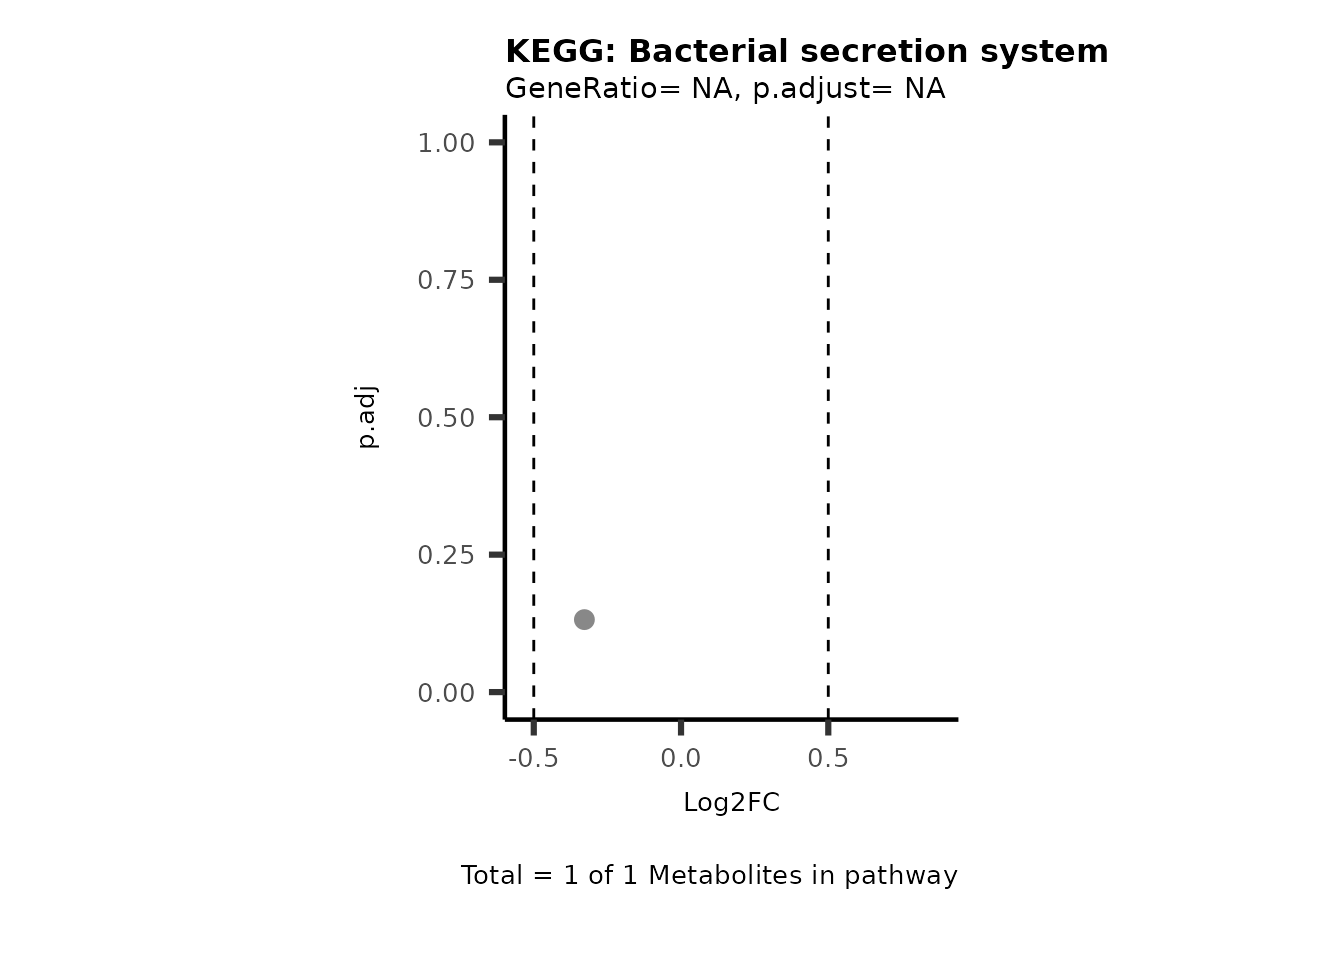 KEGG: Bacterial secretion system
GeneRatio= NA, p.adjust= NA
1.00
0.75
0.50
0.25
0.00
p.adj
-0.5 0.0 0.5
Log2FC
Total = 1 of 1 Metabolites in pathway